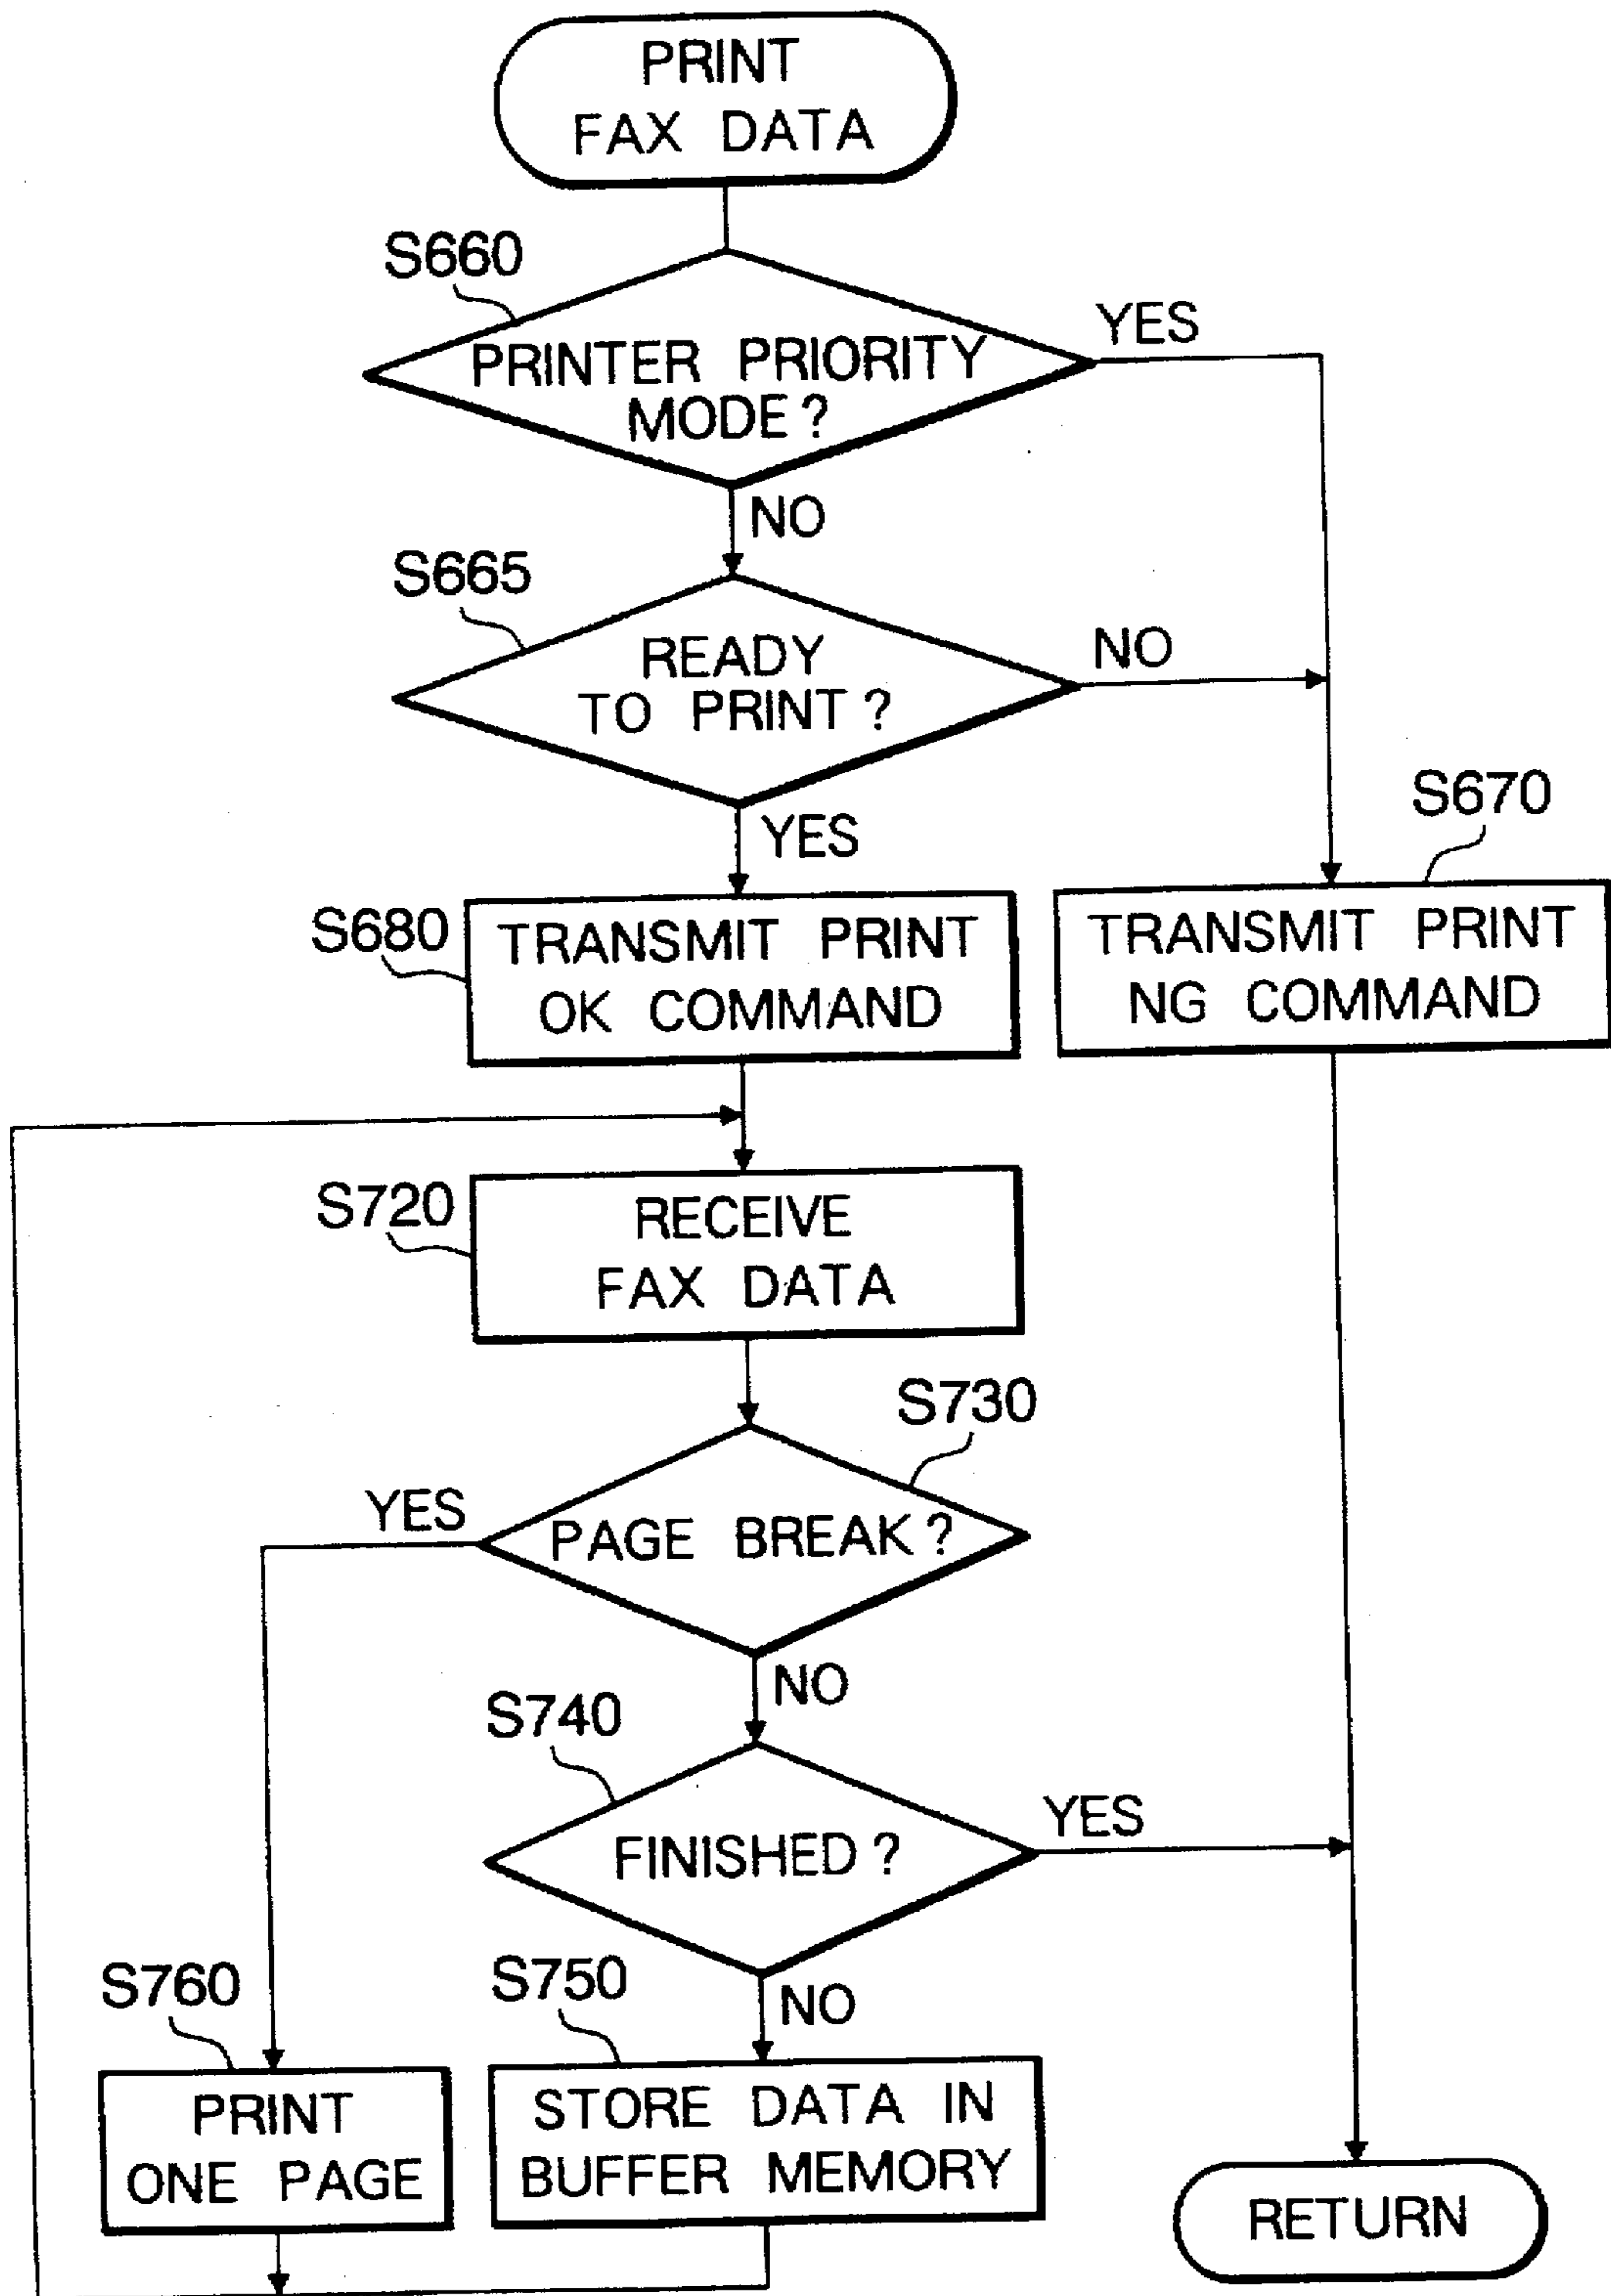 PRINT
FAX DATA
S660
YES
PRINTER PRIORITY
MODE?
NO
S665
READY
TO PRINT?
NO
YES
S670
S680
TRANSMIT PRINT
OK COMMAND
TRANSMIT PRINT
NG COMMAND
S720
RECEIVE
FAX DATA
S730
YES
PAGE BREAK?
NO
S740
YES
FINISHED?
S760
S750
NO
PRINT
ONE PAGE
STORE DATA IN
BUFFER MEMORY
RETURN